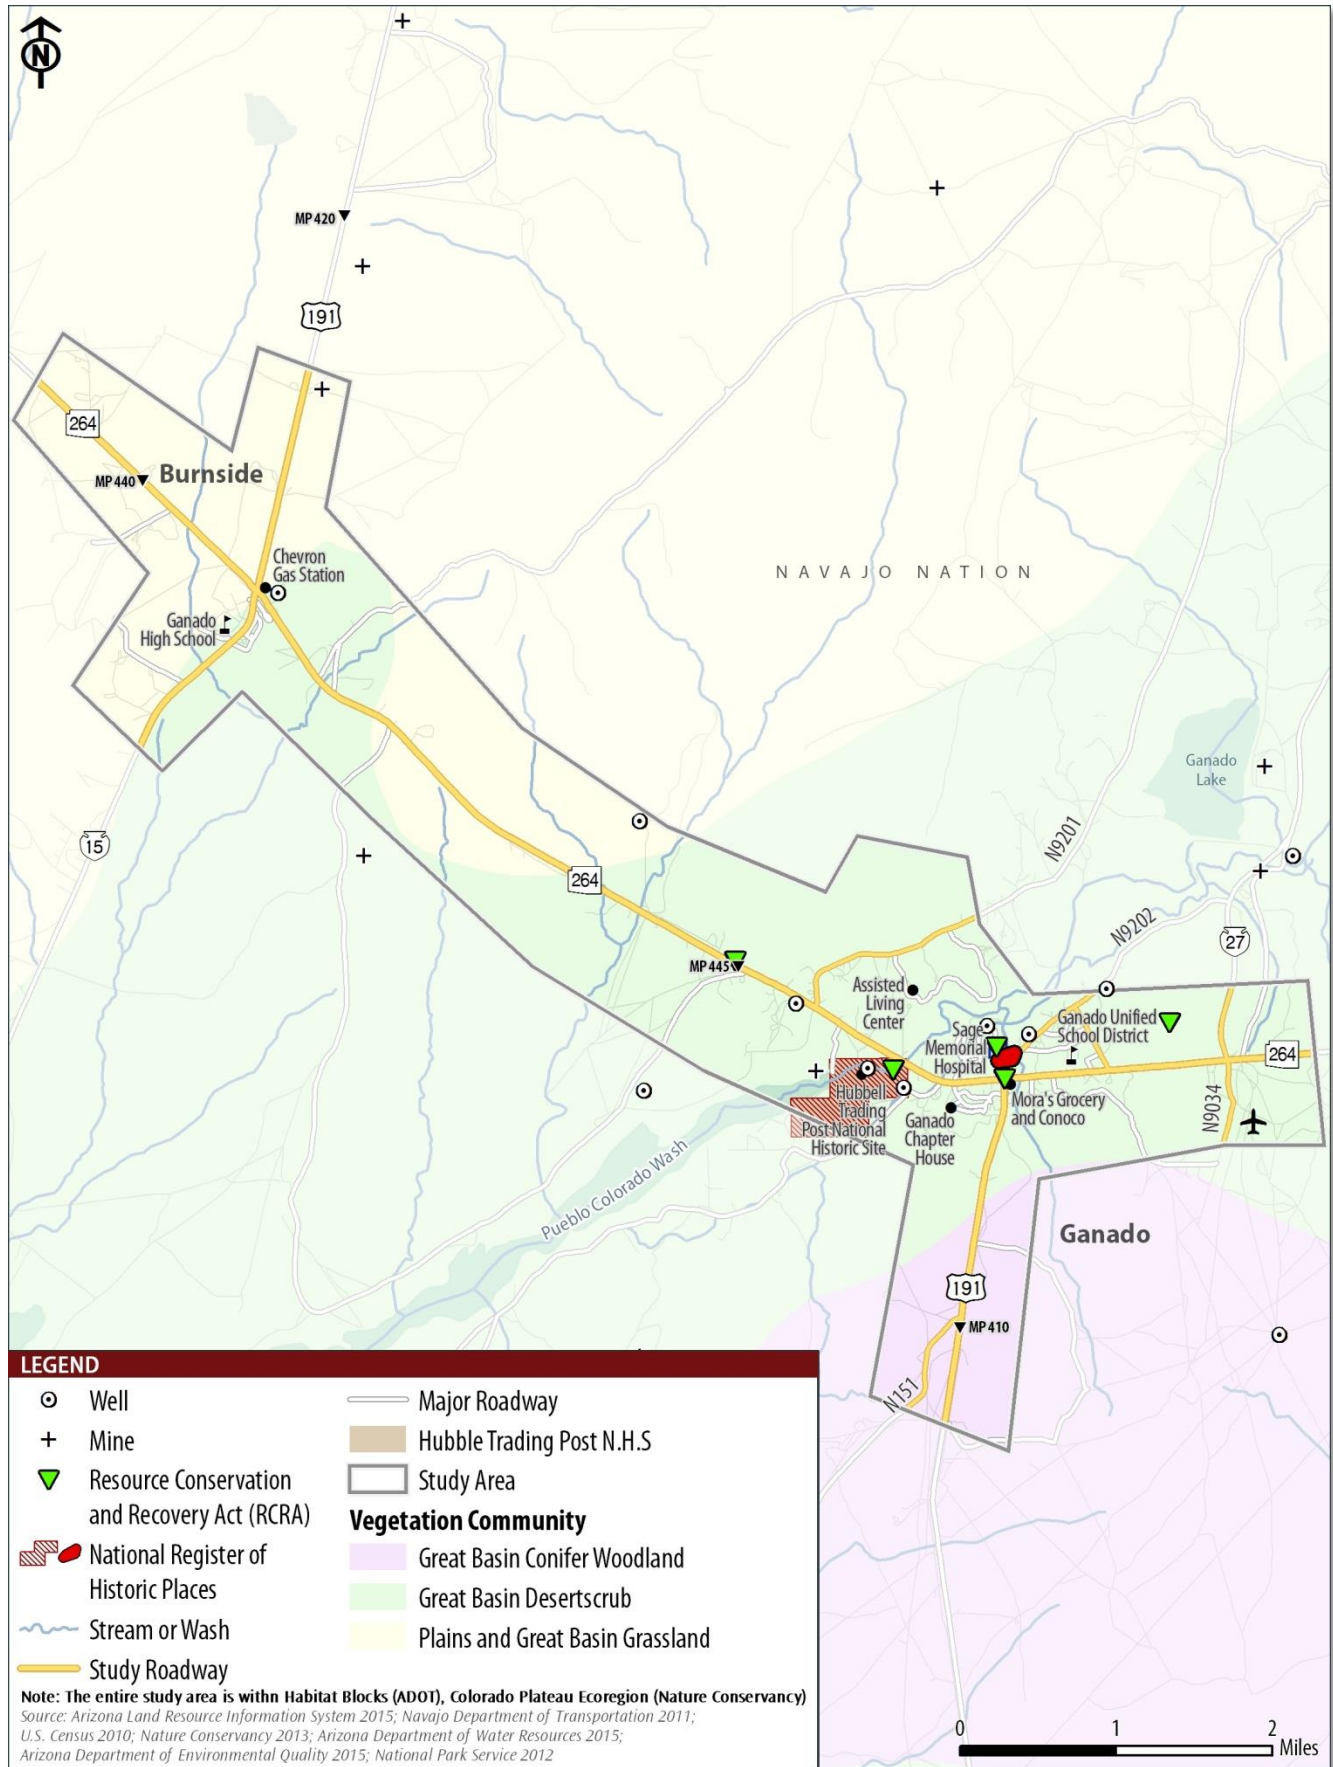 N
MP 420
191
264
MP 440
Burnside
Chevron
Gas Station
Ganado
High School
NAVAJO NATION
15
Ganado
Lake
N9201
264
N9202
27
MP 445
Assisted
Living
Center
Sage
Memorial
Hospital
Ganado Unified
School District
264
Hubbell
Trading
Post National
Historic Site
Ganado
Chapter
House
Mora's Grocery
and Conoco
N9034
Pueblo Colorado Wash
Ganado
191
MP 410
N151
LEGEND
Well
Mine
Resource Conservation
and Recovery Act (RCRA)
National Register of
Historic Places
Stream or Wash
Study Roadway
Major Roadway
Hubble Trading Post N.H.S
Study Area
Vegetation Community
Great Basin Conifer Woodland
Great Basin Desertscrub
Plains and Great Basin Grassland
Note: The entire study area is withn Habitat Blocks (ADOT), Colorado Plateau Ecoregion (Nature Conservancy)
Source: Arizona Land Resource Information System 2015; Navajo Department of Transportation 2011;
U.S. Census 2010; Nature Conservancy 2013; Arizona Department of Water Resources 2015;
Arizona Department of Environmental Quality 2015; National Park Service 2012
0 1 2
Miles